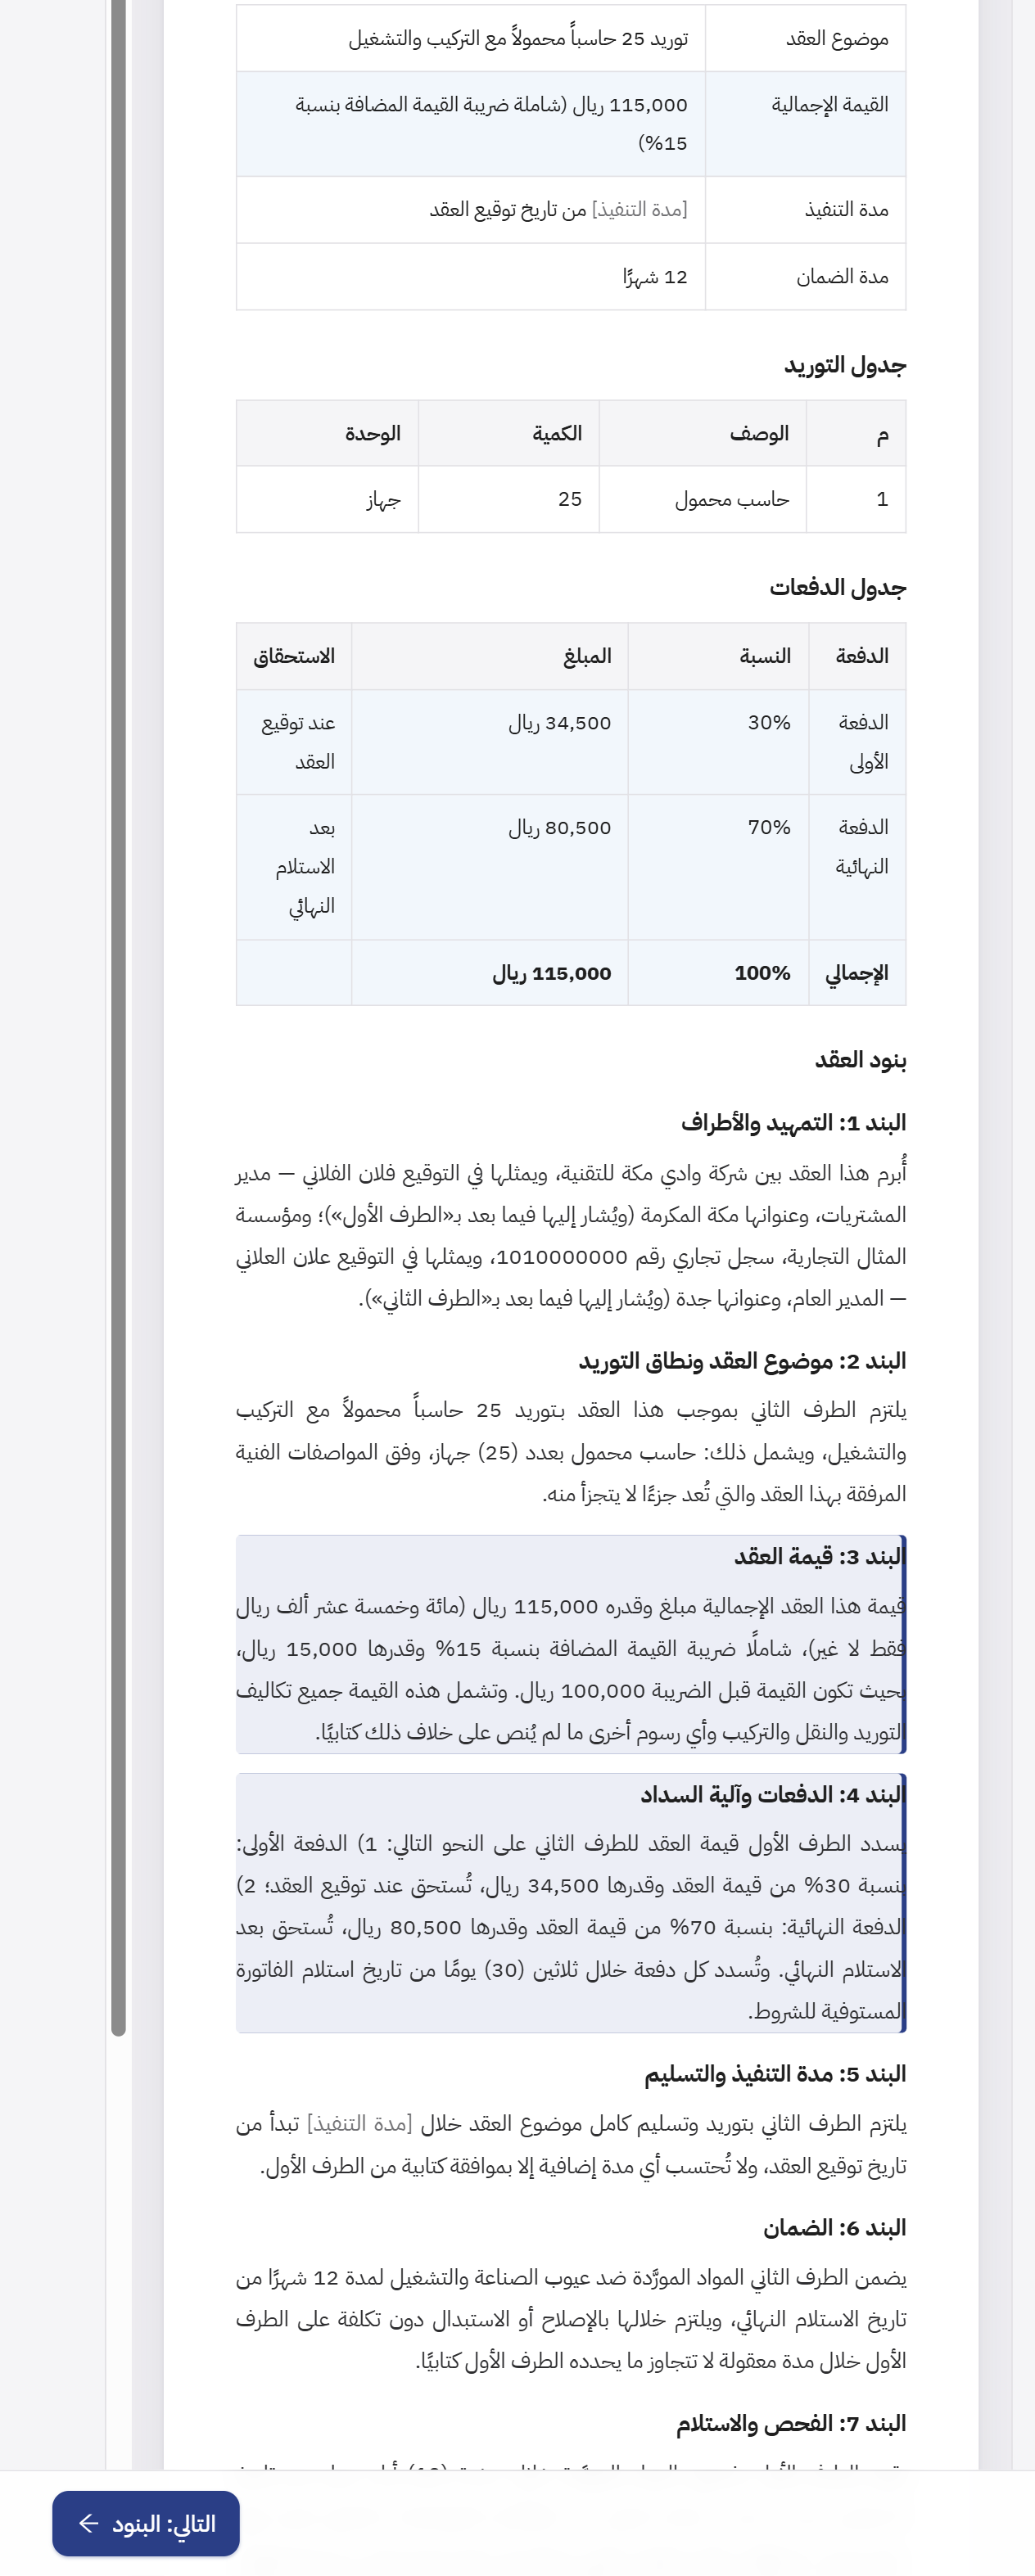 موضوع العقد
توريد 25 حاسباً محمولاً مع التركيب والتشغيل
القيمة الإجمالية
115,000 ريال (شاملة ضريبة القيمة المضافة بنسبة
15%)
مدة التنفيذ
[مدة التنفيذ] من تاريخ توقيع العقد
مدة الضمان
12 شهرًا
جدول التوريد
م
الوصف
الكمية
الوحدة
1
حاسب محمول
25
جهاز
جدول الدفعات
الدفعة
النسبة
المبلغ
الاستحقاق
الدفعة
الأولى
30%
34,500 ريال
عند توقيع
العقد
الدفعة
النهائية
70%
80,500 ريال
بعد
الاستلام
النهائي
الإجمالي
100%
115,000 ريال
بنود العقد
البند 1: التمهيد والأطراف
أُبرم هذا العقد بين شركة وادي مكة للتقنية، ويمثلها في التوقيع فلان الفلاني — مدير
المشتريات، وعنوانها مكة المكرمة (ويُشار إليها فيما بعد بـ«الطرف الأول»)؛ ومؤسسة
المثال التجارية، سجل تجاري رقم 1010000000، ويمثلها في التوقيع علان العلاني
— المدير العام، وعنوانها جدة (ويُشار إليها فيما بعد بـ«الطرف الثاني»).
البند 2: موضوع العقد ونطاق التوريد
يلتزم الطرف الثاني بموجب هذا العقد بـتوريد 25 حاسباً محمولاً مع التركيب
والتشغيل، ويشمل ذلك: حاسب محمول بعدد (25) جهاز، وفق المواصفات الفنية
المرفقة بهذا العقد والتي تُعد جزءًا لا يتجزأ منه.
البند 3: قيمة العقد
قيمة هذا العقد الإجمالية مبلغ وقدره 115,000 ريال (مائة وخمسة عشر ألف ريال
فقط لا غير)، شاملًا ضريبة القيمة المضافة بنسبة 15% وقدرها 15,000 ريال،
بحيث تكون القيمة قبل الضريبة 100,000 ريال. وتشمل هذه القيمة جميع تكاليف
التوريد والنقل والتركيب وأي رسوم أخرى ما لم يُنص على خلاف ذلك كتابيًا.
البند 4: الدفعات وآلية السداد
يسدد الطرف الأول قيمة العقد للطرف الثاني على النحو التالي: 1) الدفعة الأولى:
بنسبة 30% من قيمة العقد وقدرها 34,500 ريال، تُستحق عند توقيع العقد؛ 2)
الدفعة النهائية: بنسبة 70% من قيمة العقد وقدرها 80,500 ريال، تُستحق بعد
الاستلام النهائي. وتُسدد كل دفعة خلال ثلاثين (30) يومًا من تاريخ استلام الفاتورة
المستوفية للشروط.
البند 5: مدة التنفيذ والتسليم
يلتزم الطرف الثاني بتوريد وتسليم كامل موضوع العقد خلال [مدة التنفيذ] تبدأ من
تاريخ توقيع العقد، ولا تُحتسب أي مدة إضافية إلا بموافقة كتابية من الطرف الأول.
البند 6: الضمان
يضمن الطرف الثاني المواد المورَّدة ضد عيوب الصناعة والتشغيل لمدة 12 شهرًا من
تاريخ الاستلام النهائي، ويلتزم خلالها بالإصلاح أو الاستبدال دون تكلفة على الطرف
الأول خلال مدة معقولة لا تتجاوز ما يحدده الطرف الأول كتابيًا.
البند 7: الفحص والاستلام
التالي: البنود ←